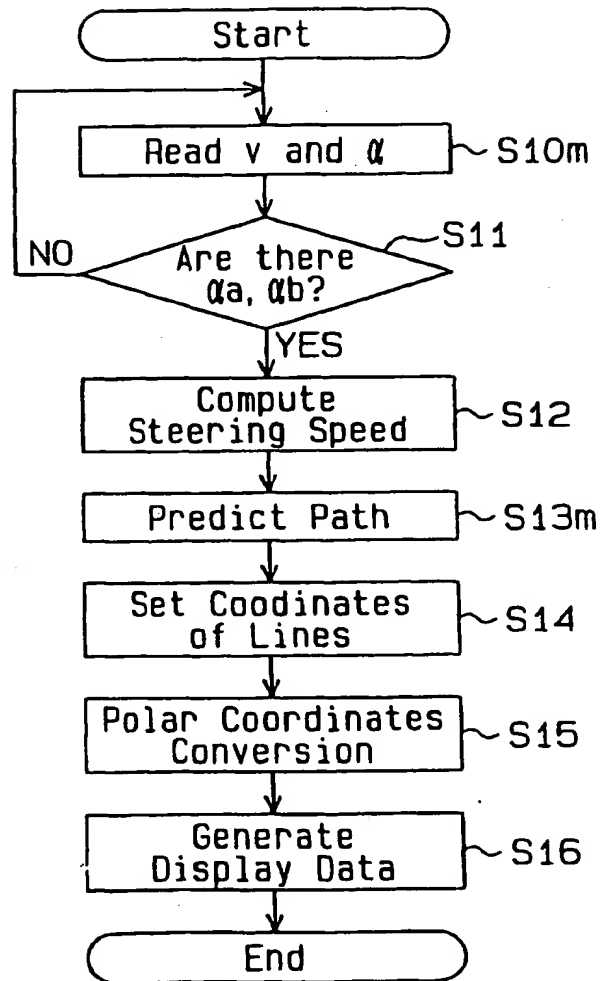 Start
Read v and α
S10m
S11
Are there
αa, αb?
NO
YES
Compute
Steering Speed
S12
Predict Path
S13m
Set Coodinates
of Lines
S14
Polar Coordinates
Conversion
S15
Generate
Display Data
S16
End